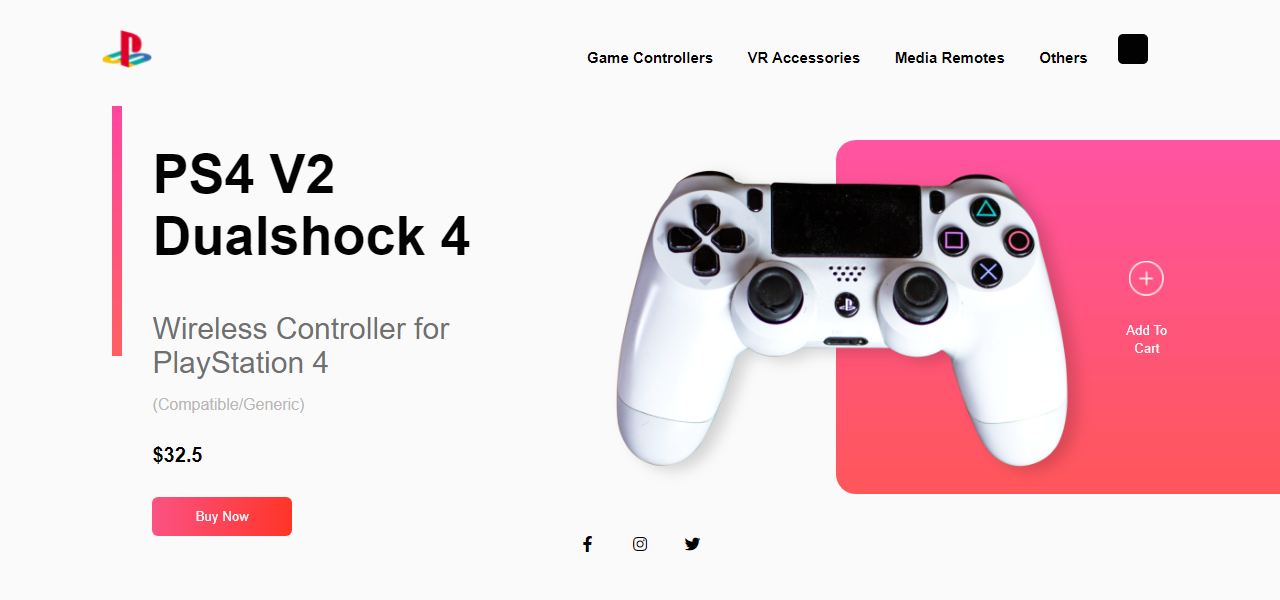 Game Controllers VR Accessories Media Remotes Others
PS4 V2
Dualshock 4
Wireless Controller for
PlayStation 4
(Compatible/Generic)
$32.5
Buy Now
Add To
Cart